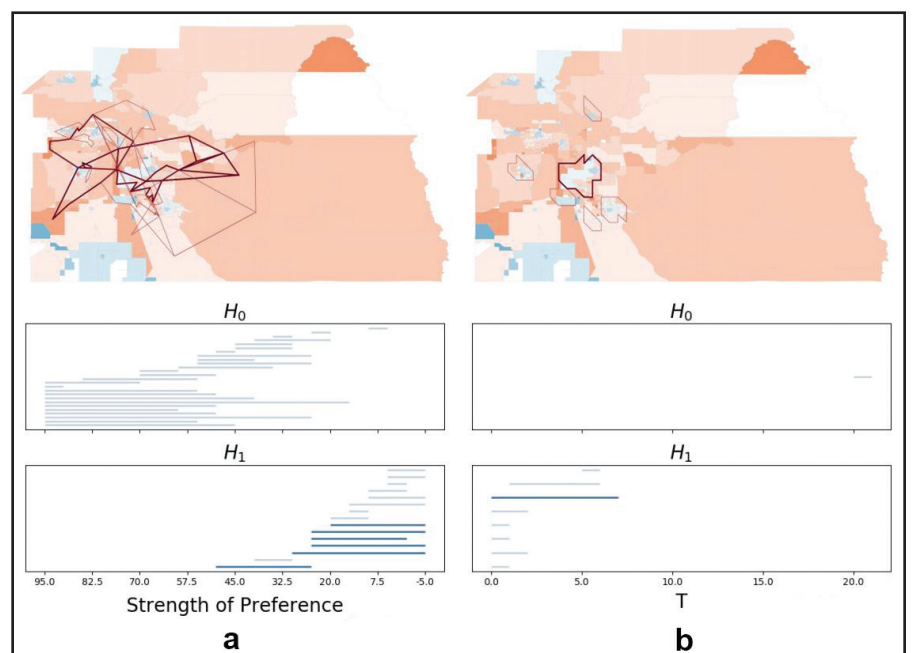 H₀ H₀
H₁ H₁
95.0 82.5 70.0 57.5 45.0 32.5 20.0 7.5 -5.0 0.0 5.0 10.0 15.0 20.0
Strength of Preference T
a b